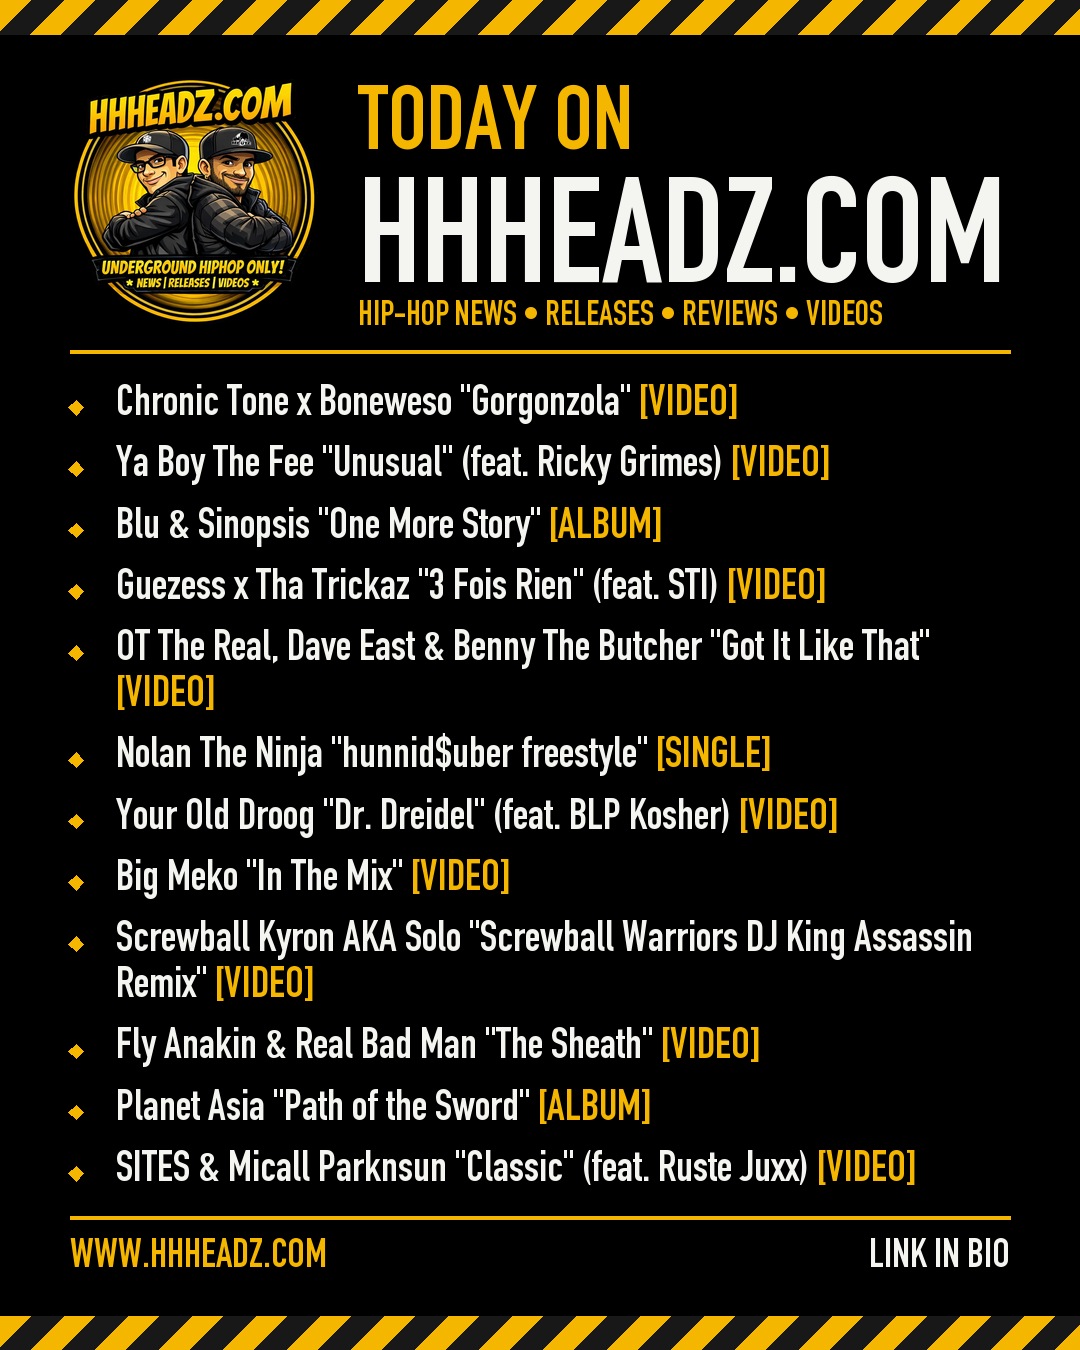 HHHEADZ.COM
UNDERGROUND HIPHOP ONLY!
★ NEWS | RELEASES | VIDEOS ★
TODAY ON
HHHEADZ.COM
HIP-HOP NEWS • RELEASES • REVIEWS • VIDEOS
Chronic Tone x Boneweso "Gorgonzola" [VIDEO]
Ya Boy The Fee "Unusual" (feat. Ricky Grimes) [VIDEO]
Blu & Sinopsis "One More Story" [ALBUM]
Guezess x Tha Trickaz "3 Fois Rien" (feat. STI) [VIDEO]
OT The Real, Dave East & Benny The Butcher "Got It Like That"
[VIDEO]
Nolan The Ninja "hunnid$uber freestyle" [SINGLE]
Your Old Droog "Dr. Dreidel" (feat. BLP Kosher) [VIDEO]
Big Meko "In The Mix" [VIDEO]
Screwball Kyron AKA Solo "Screwball Warriors DJ King Assassin
Remix" [VIDEO]
Fly Anakin & Real Bad Man "The Sheath" [VIDEO]
Planet Asia "Path of the Sword" [ALBUM]
SITES & Micall Parknsun "Classic" (feat. Ruste Juxx) [VIDEO]
WWW.HHHEADZ.COM
LINK IN BIO